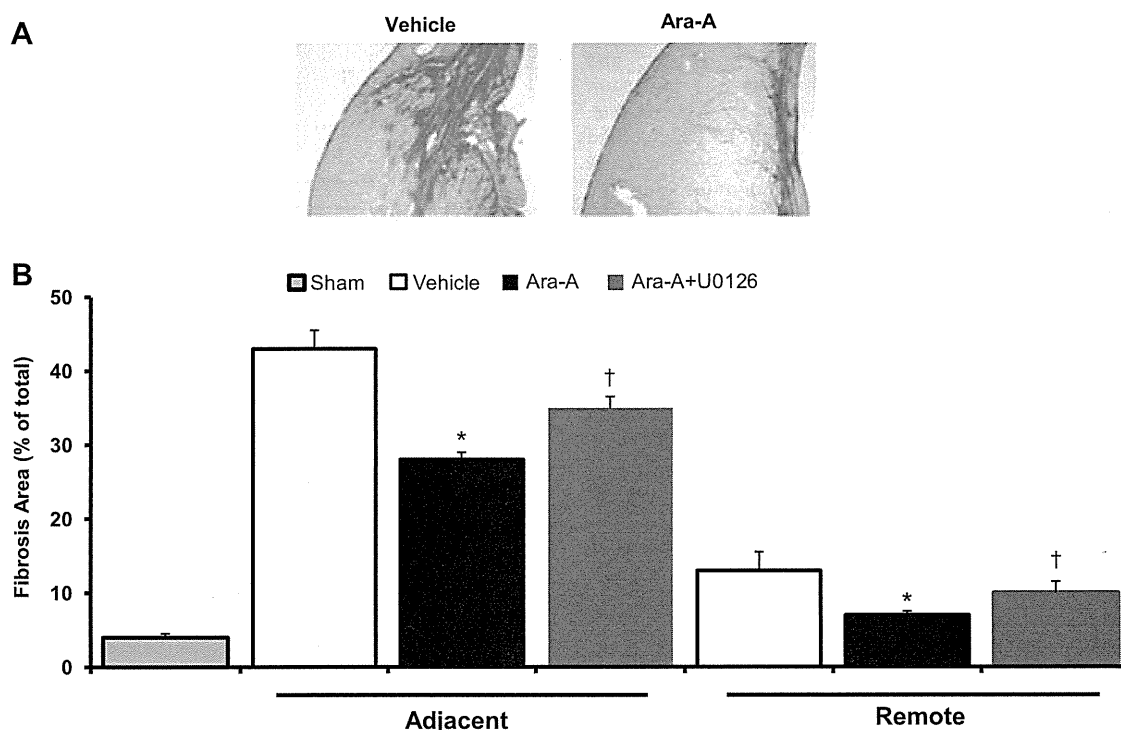 A
Vehicle
Ara-A
B
Sham
Vehicle
Ara-A
Ara-A+U0126
Fibrosis Area (% of total)
50
40
30
20
10
0
*
†
*
†
Adjacent
Remote